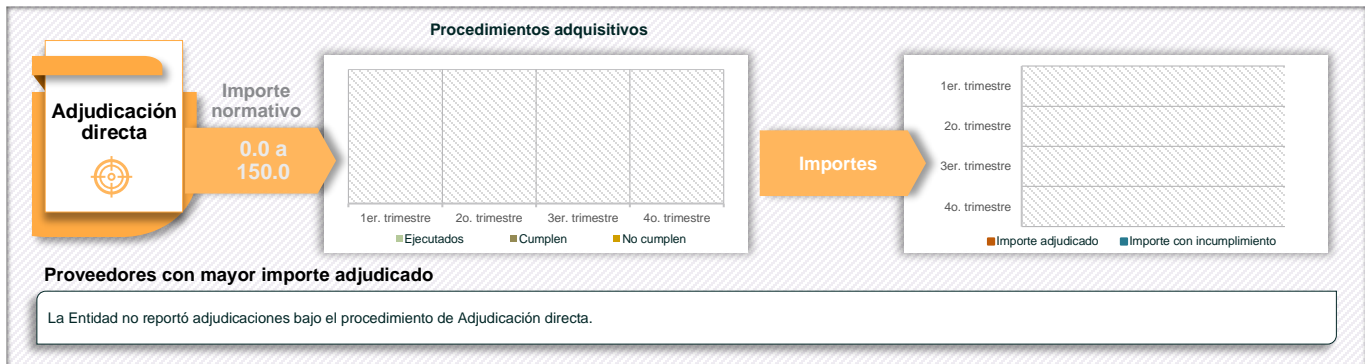 Procedimientos adquisitivos
Adjudicación
directa
Importe
normativo
0.0 a
150.0
1er. trimestre
2o. trimestre
3er. trimestre
4o. trimestre
Ejecutados
Cumplen
No cumplen
Importes
1er. trimestre
2o. trimestre
3er. trimestre
4o. trimestre
Importe adjudicado
Importe con incumplimiento
Proveedores con mayor importe adjudicado
La Entidad no reportó adjudicaciones bajo el procedimiento de Adjudicación directa.